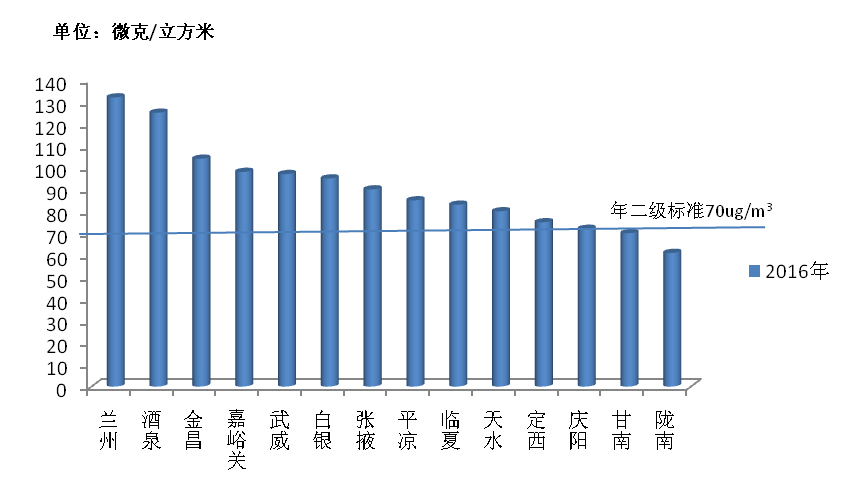 单位：微克/立方米
140
130
120
110
100
90
80
70
60
50
40
30
20
10
0
年二级标准70ug/m³
2016年
兰州
酒泉
金昌
嘉峪关
武威
白银
张掖
平凉
临夏
天水
定西
庆阳
甘南
陇南